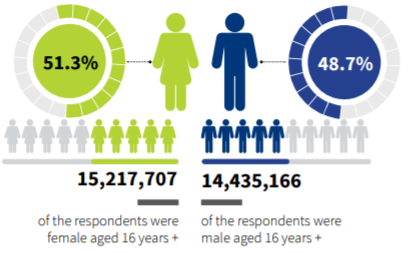 51.3%
48.7%
15,217,707
14,435,166
of the respondents were
female aged 16 years +
of the respondents were
male aged 16 years +